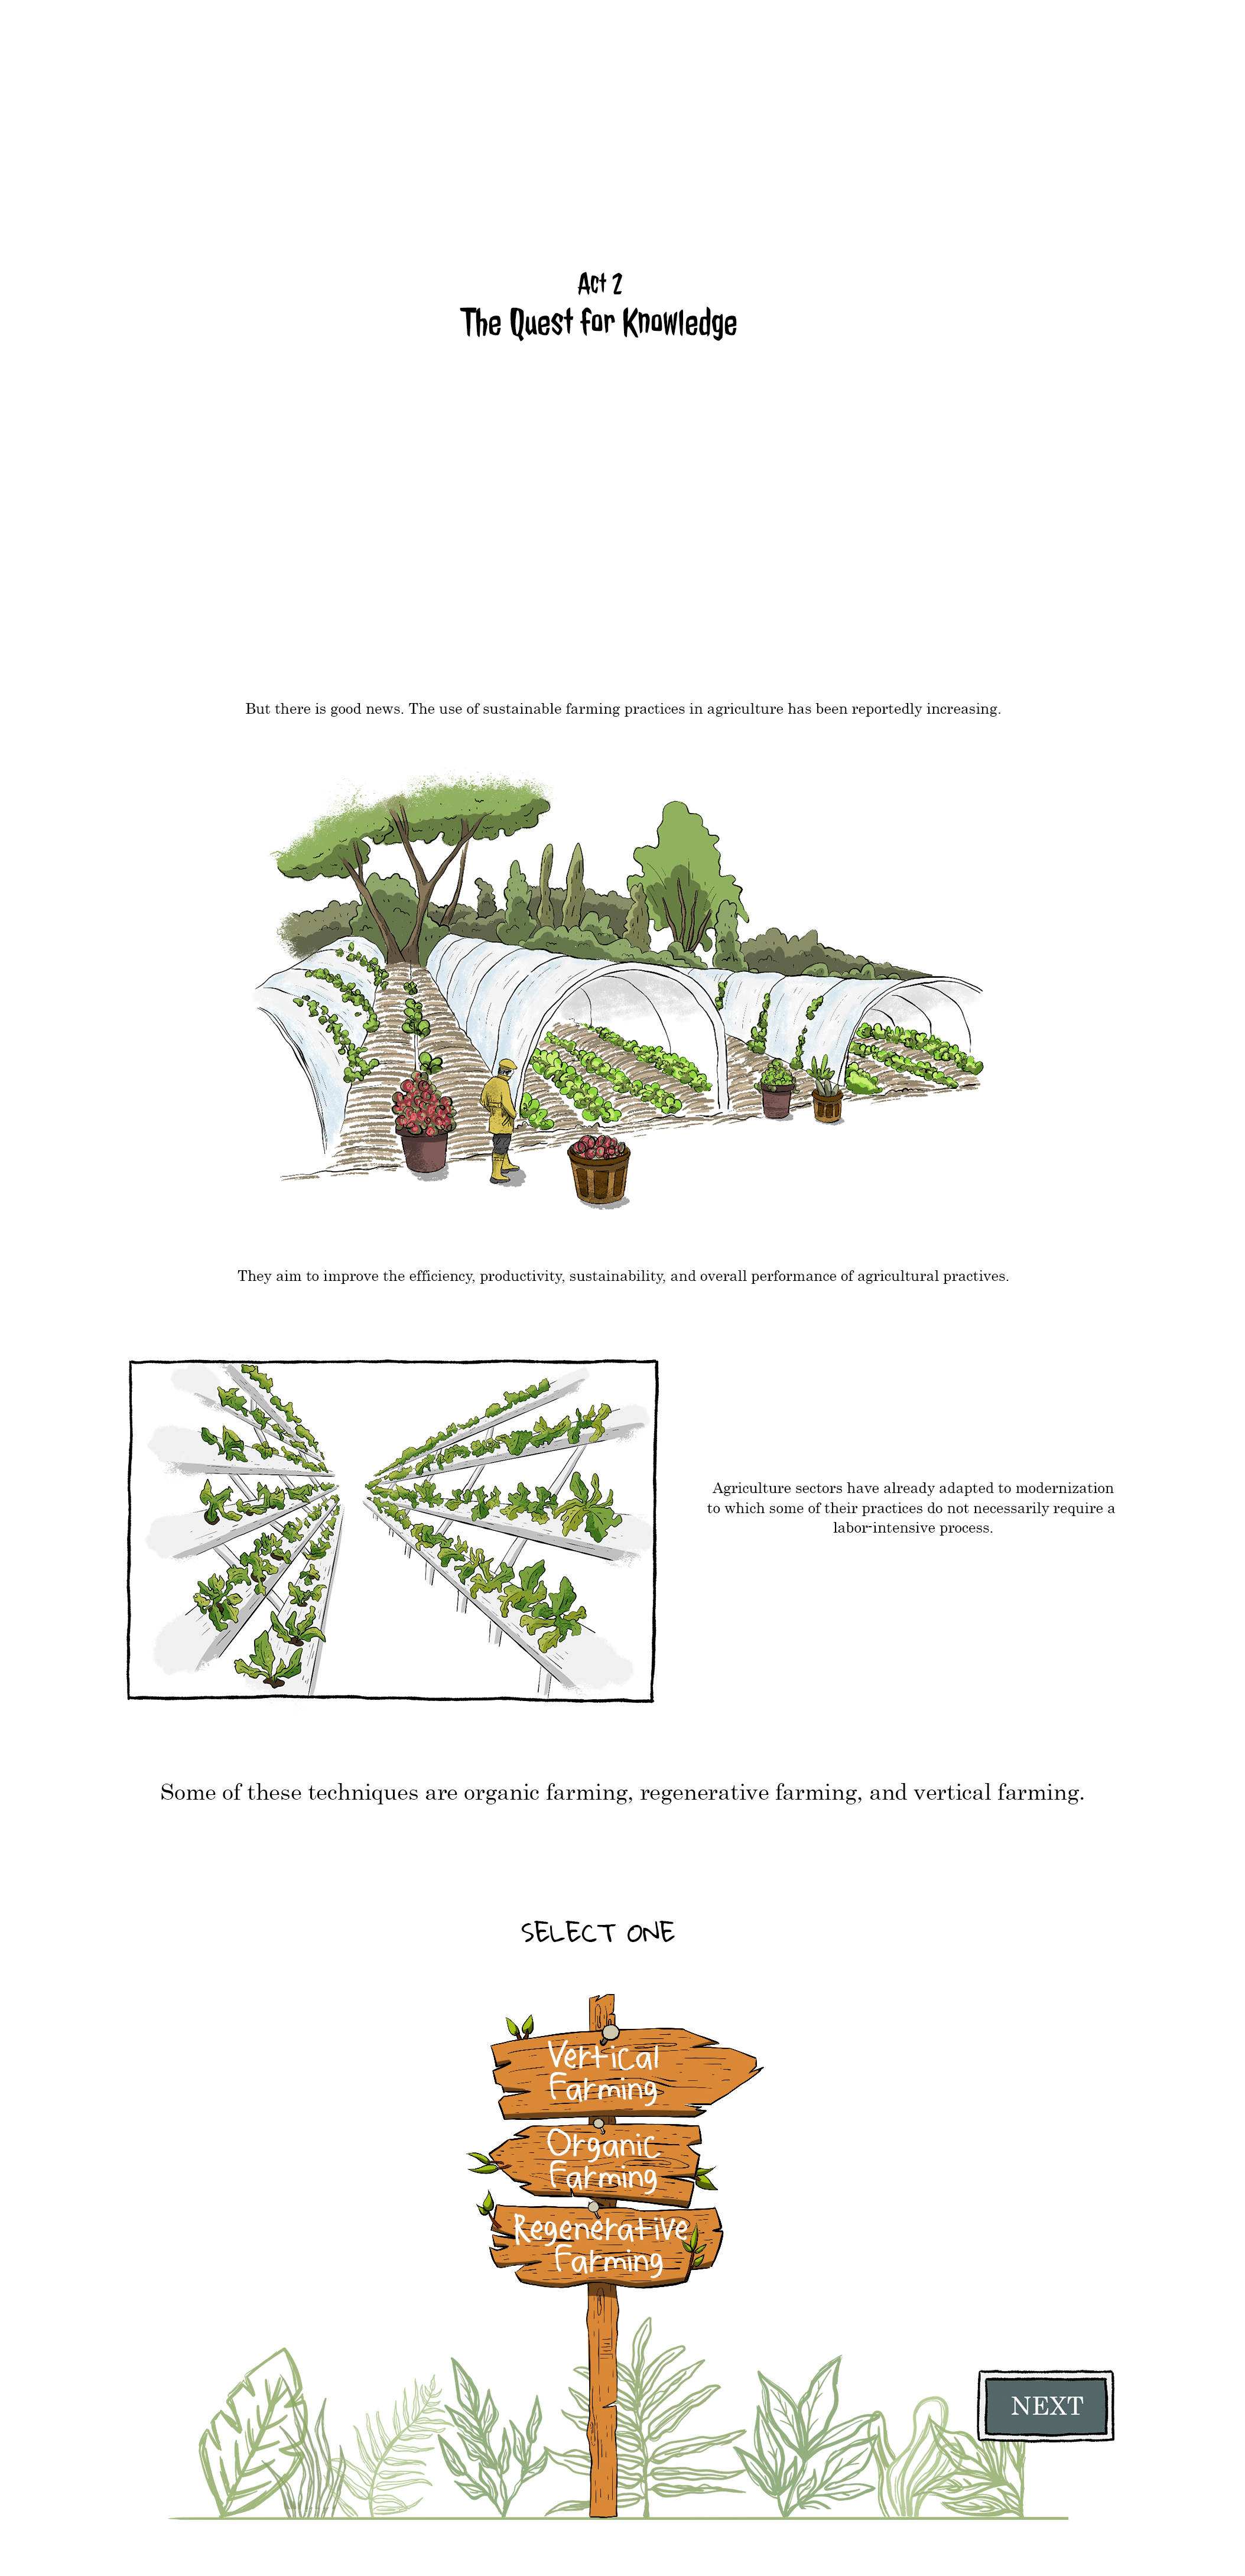 Act 2
The Quest for Knowledge
But there is good news. The use of sustainable farming practices in agriculture has been reportedly increasing.
They aim to improve the efficiency, productivity, sustainability, and overall performance of agricultural practives.
Agriculture sectors have already adapted to modernization
to which some of their practices do not necessarily require a
labor-intensive process.
Some of these techniques are organic farming, regenerative farming, and vertical farming.
SELECT ONE
Vertical
Farming
Organic
Farming
Regenerative
Farming
NEXT